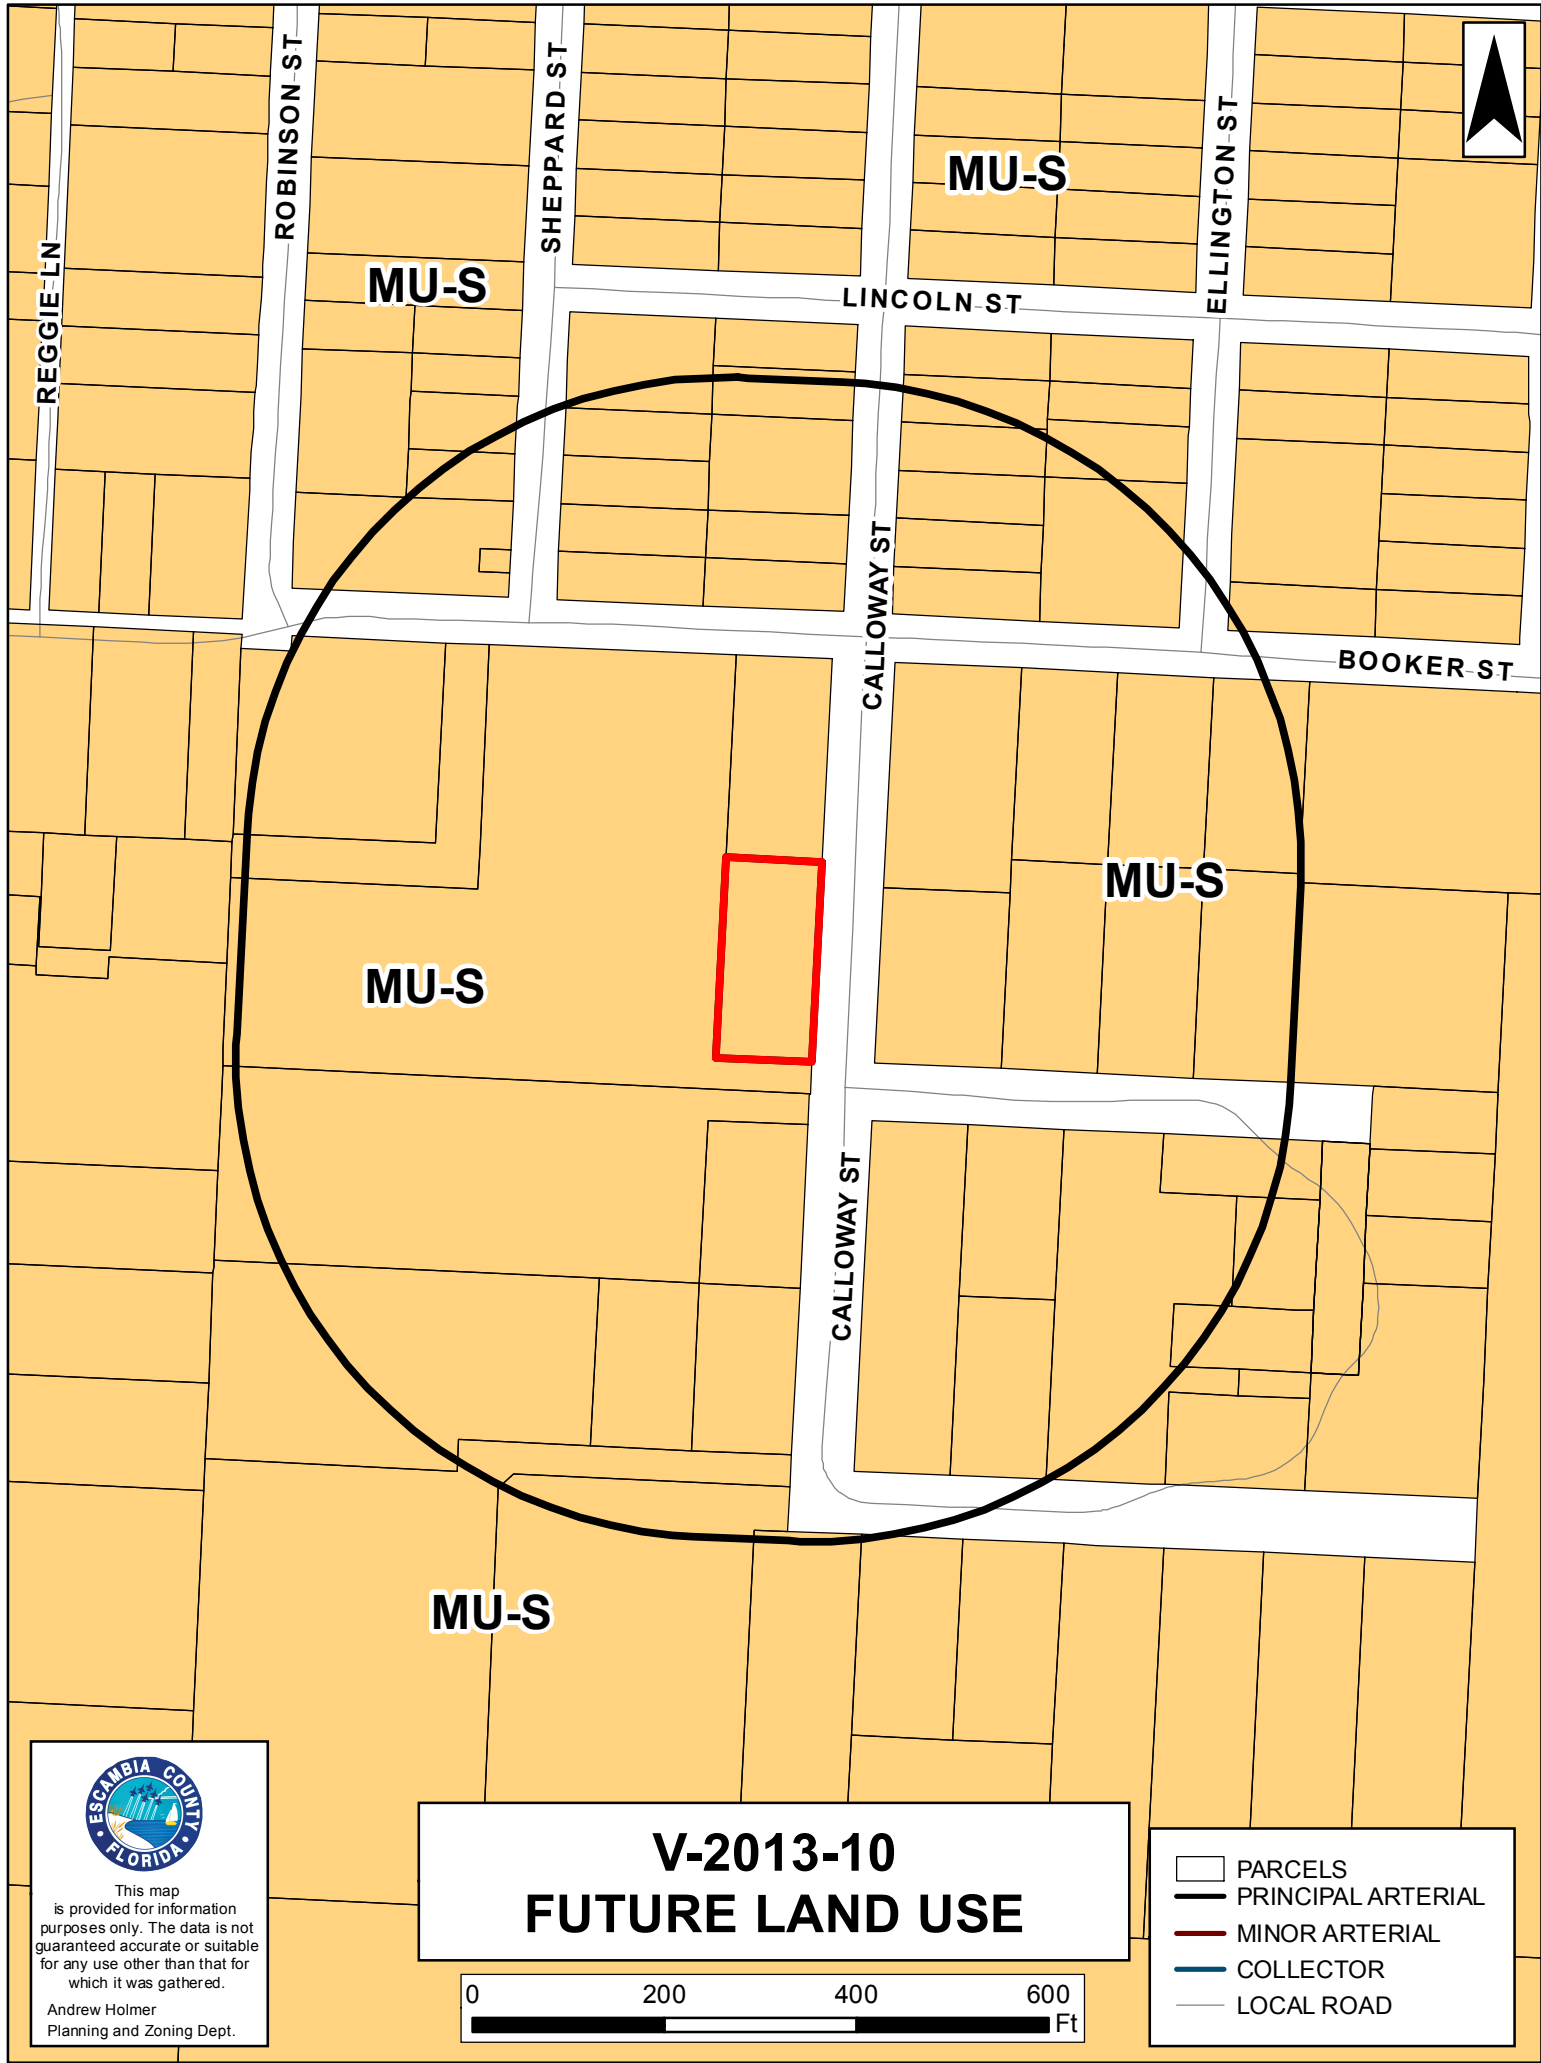 ROBINSON ST
SHEPPARD ST
MU-S
ELLINGTON ST
REGGIE LN
MU-S
LINCOLN ST
CALLOWAY ST
BOOKER ST
MU-S
MU-S
CALLOWAY ST
MU-S
ESCAMBIA COUNTY
FLORIDA
This map
is provided for information
purposes only. The data is not
guaranteed accurate or suitable
for any use other than that for
which it was gathered.
Andrew Holmer
Planning and Zoning Dept.
V-2013-10
FUTURE LAND USE
0 200 400 600
Ft
PARCELS
PRINCIPAL ARTERIAL
MINOR ARTERIAL
COLLECTOR
LOCAL ROAD